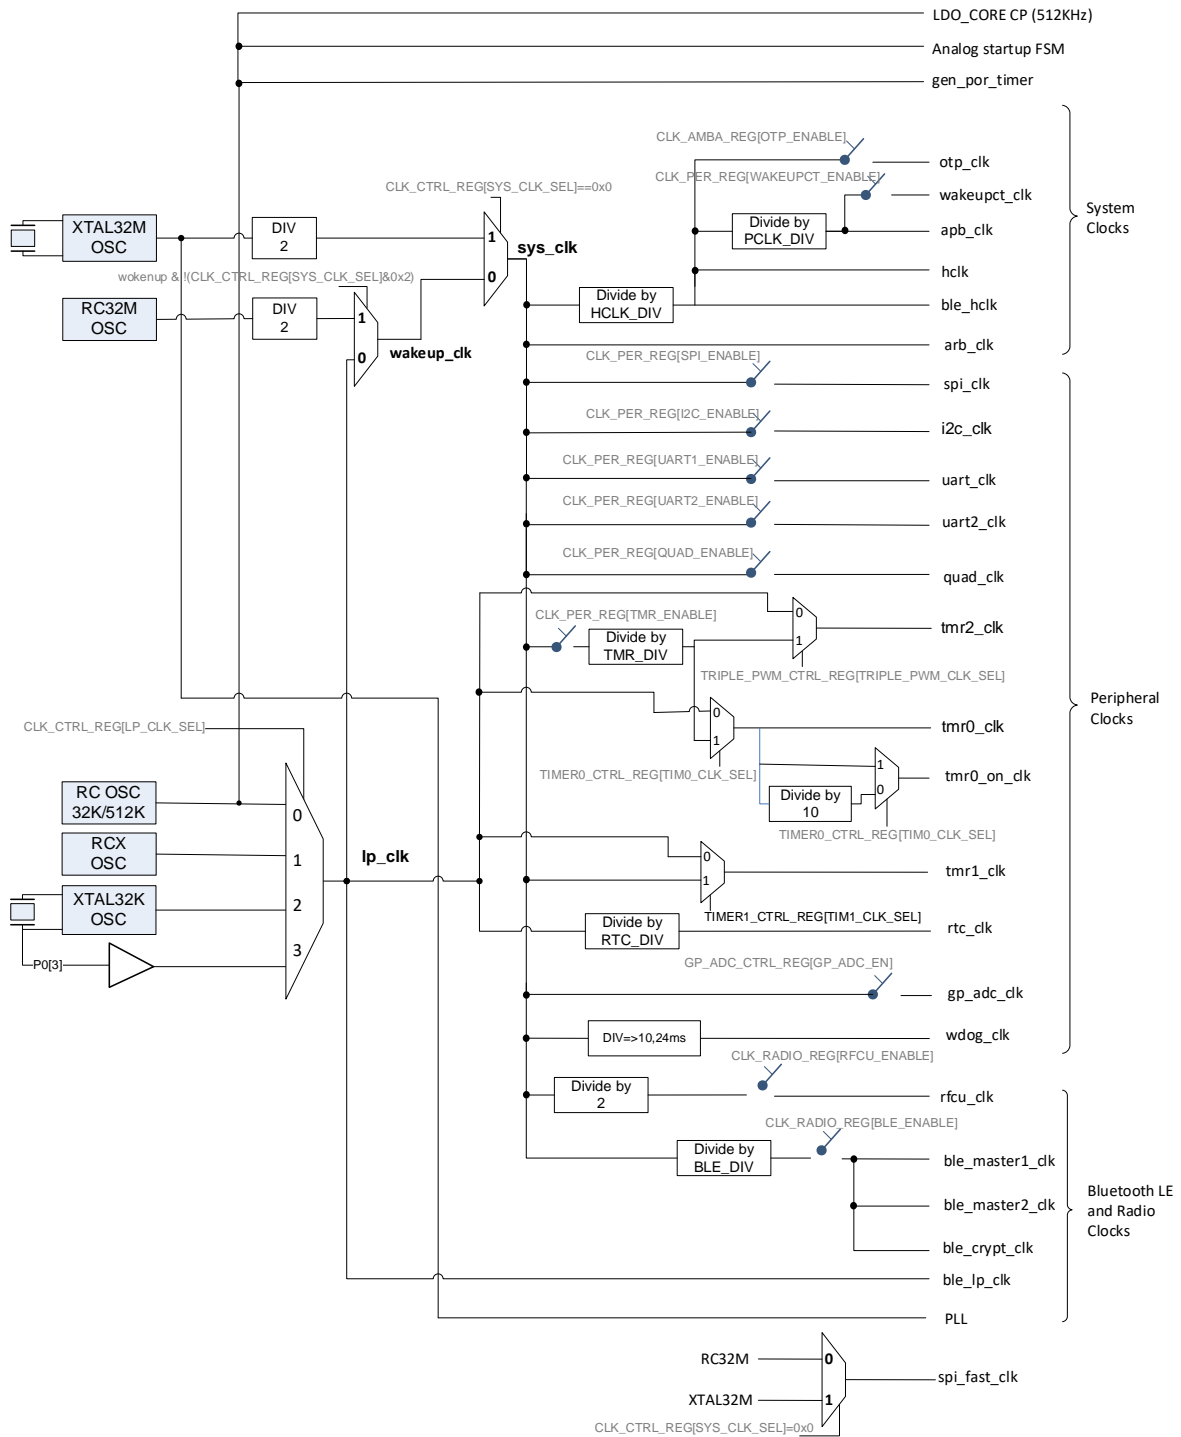 LDO_CORE CP (512KHz)
Analog startup FSM
gen_por_timer
CLK_AMBA_REG[OTP_ENABLE]
otp_clk
CLK_PER_REG[WAKEUPCT_ENABLE]
wakeupct_clk
CLK_CTRL_REG[SYS_CLK_SEL]==0x0
System
Clocks
XTAL32M
OSC
DIV
2
1
0
sys_clk
Divide by
PCLK_DIV
apb_clk
hclk
wokenup & !(CLK_CTRL_REG[SYS_CLK_SEL]&0x2)
RC32M
OSC
DIV
2
1
0
wakeup_clk
Divide by
HCLK_DIV
ble_hclk
arb_clk
CLK_PER_REG[SPI_ENABLE]
spi_clk
CLK_PER_REG[I2C_ENABLE]
i2c_clk
CLK_PER_REG[UART1_ENABLE]
uart_clk
CLK_PER_REG[UART2_ENABLE]
uart2_clk
CLK_PER_REG[QUAD_ENABLE]
quad_clk
CLK_PER_REG[TMR_ENABLE]
Divide by
TMR_DIV
0
1
tmr2_clk
TRIPLE_PWM_CTRL_REG[TRIPLE_PWM_CLK_SEL]
Peripheral
Clocks
CLK_CTRL_REG[LP_CLK_SEL]
0
1
tmr0_clk
TIMER0_CTRL_REG[TIM0_CLK_SEL]
1
0
tmr0_on_clk
Divide by
10
TIMER0_CTRL_REG[TIM0_CLK_SEL]
RC OSC
32K/512K
0
RCX
OSC
1
lp_clk
XTAL32K
OSC
2
P0[3]
3
0
1
tmr1_clk
TIMER1_CTRL_REG[TIM1_CLK_SEL]
Divide by
RTC_DIV
rtc_clk
GP_ADC_CTRL_REG[GP_ADC_EN]
gp_adc_clk
DIV=>10,24ms
wdog_clk
CLK_RADIO_REG[RFCU_ENABLE]
Divide by
2
rfcu_clk
CLK_RADIO_REG[BLE_ENABLE]
Divide by
BLE_DIV
ble_master1_clk
ble_master2_clk
ble_crypt_clk
ble_lp_clk
PLL
Bluetooth LE
and Radio
Clocks
RC32M
0
XTAL32M
1
spi_fast_clk
CLK_CTRL_REG[SYS_CLK_SEL]=0x0